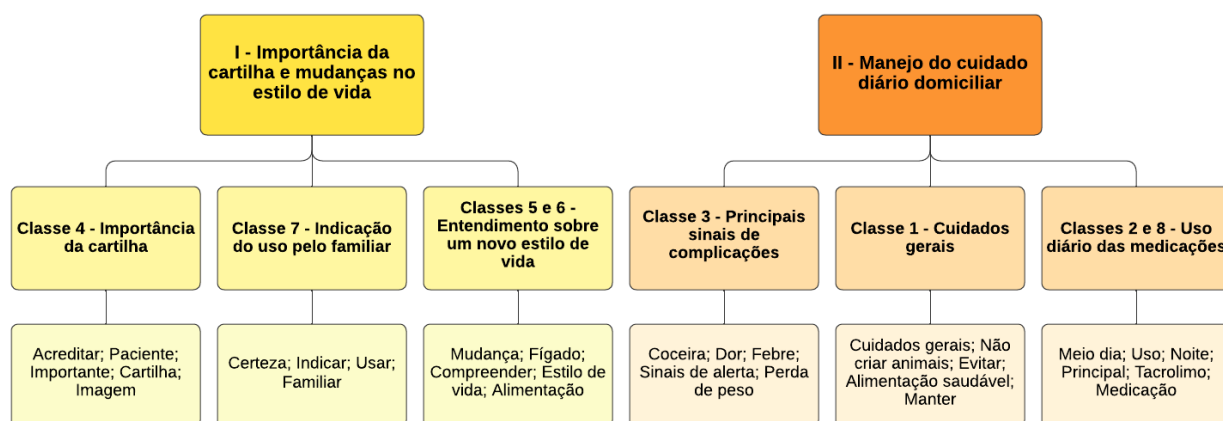 I - Importância da
cartilha e mudanças no
estilo de vida
II - Manejo do cuidado
diário domiciliar
Classe 4 - Importância
da cartilha
Classe 7 - Indicação
do uso pelo familiar
Classes 5 e 6 -
Entendimento sobre
um novo estilo de
vida
Classe 3 - Principais
sinais de
complicações
Classe 1 - Cuidados
gerais
Classes 2 e 8 - Uso
diário das medicações
Acreditar; Paciente;
Importante; Cartilha;
Imagem
Certeza; Indicar; Usar;
Familiar
Mudança; Fígado;
Compreender; Estilo de
vida; Alimentação
Coceira; Dor; Febre;
Sinais de alerta; Perda
de peso
Cuidados gerais; Não
criar animais; Evitar;
Alimentação saudável;
Manter
Meio dia; Uso; Noite;
Principal; Tacrolimo;
Medicação